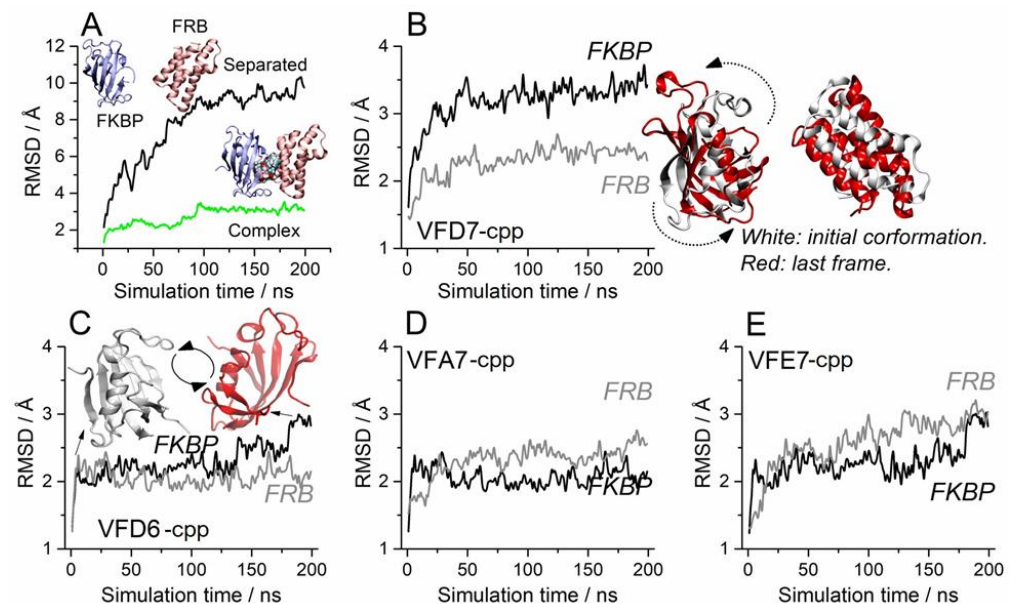 A
FRB
Separated
FKBP
Complex
RMSD / Å
12
10
8
6
4
2
0 50 100 150 200
Simulation time / ns
B
FKBP
FRB
VFD7-cpp
RMSD / Å
4
3
2
1
0 50 100 150 200
Simulation time / ns
White: initial corformation.
Red: last frame.
C
FKBP
FRB
VFD6-cpp
RMSD / Å
4
3
2
1
0 50 100 150 200
Simulation time / ns
D
VFA7-cpp
FRB
FKBP
RMSD / Å
4
3
2
1
0 50 100 150 200
Simulation time / ns
E
VFE7-cpp
FRB
FKBP
RMSD / Å
4
3
2
1
0 50 100 150 200
Simulation time / ns